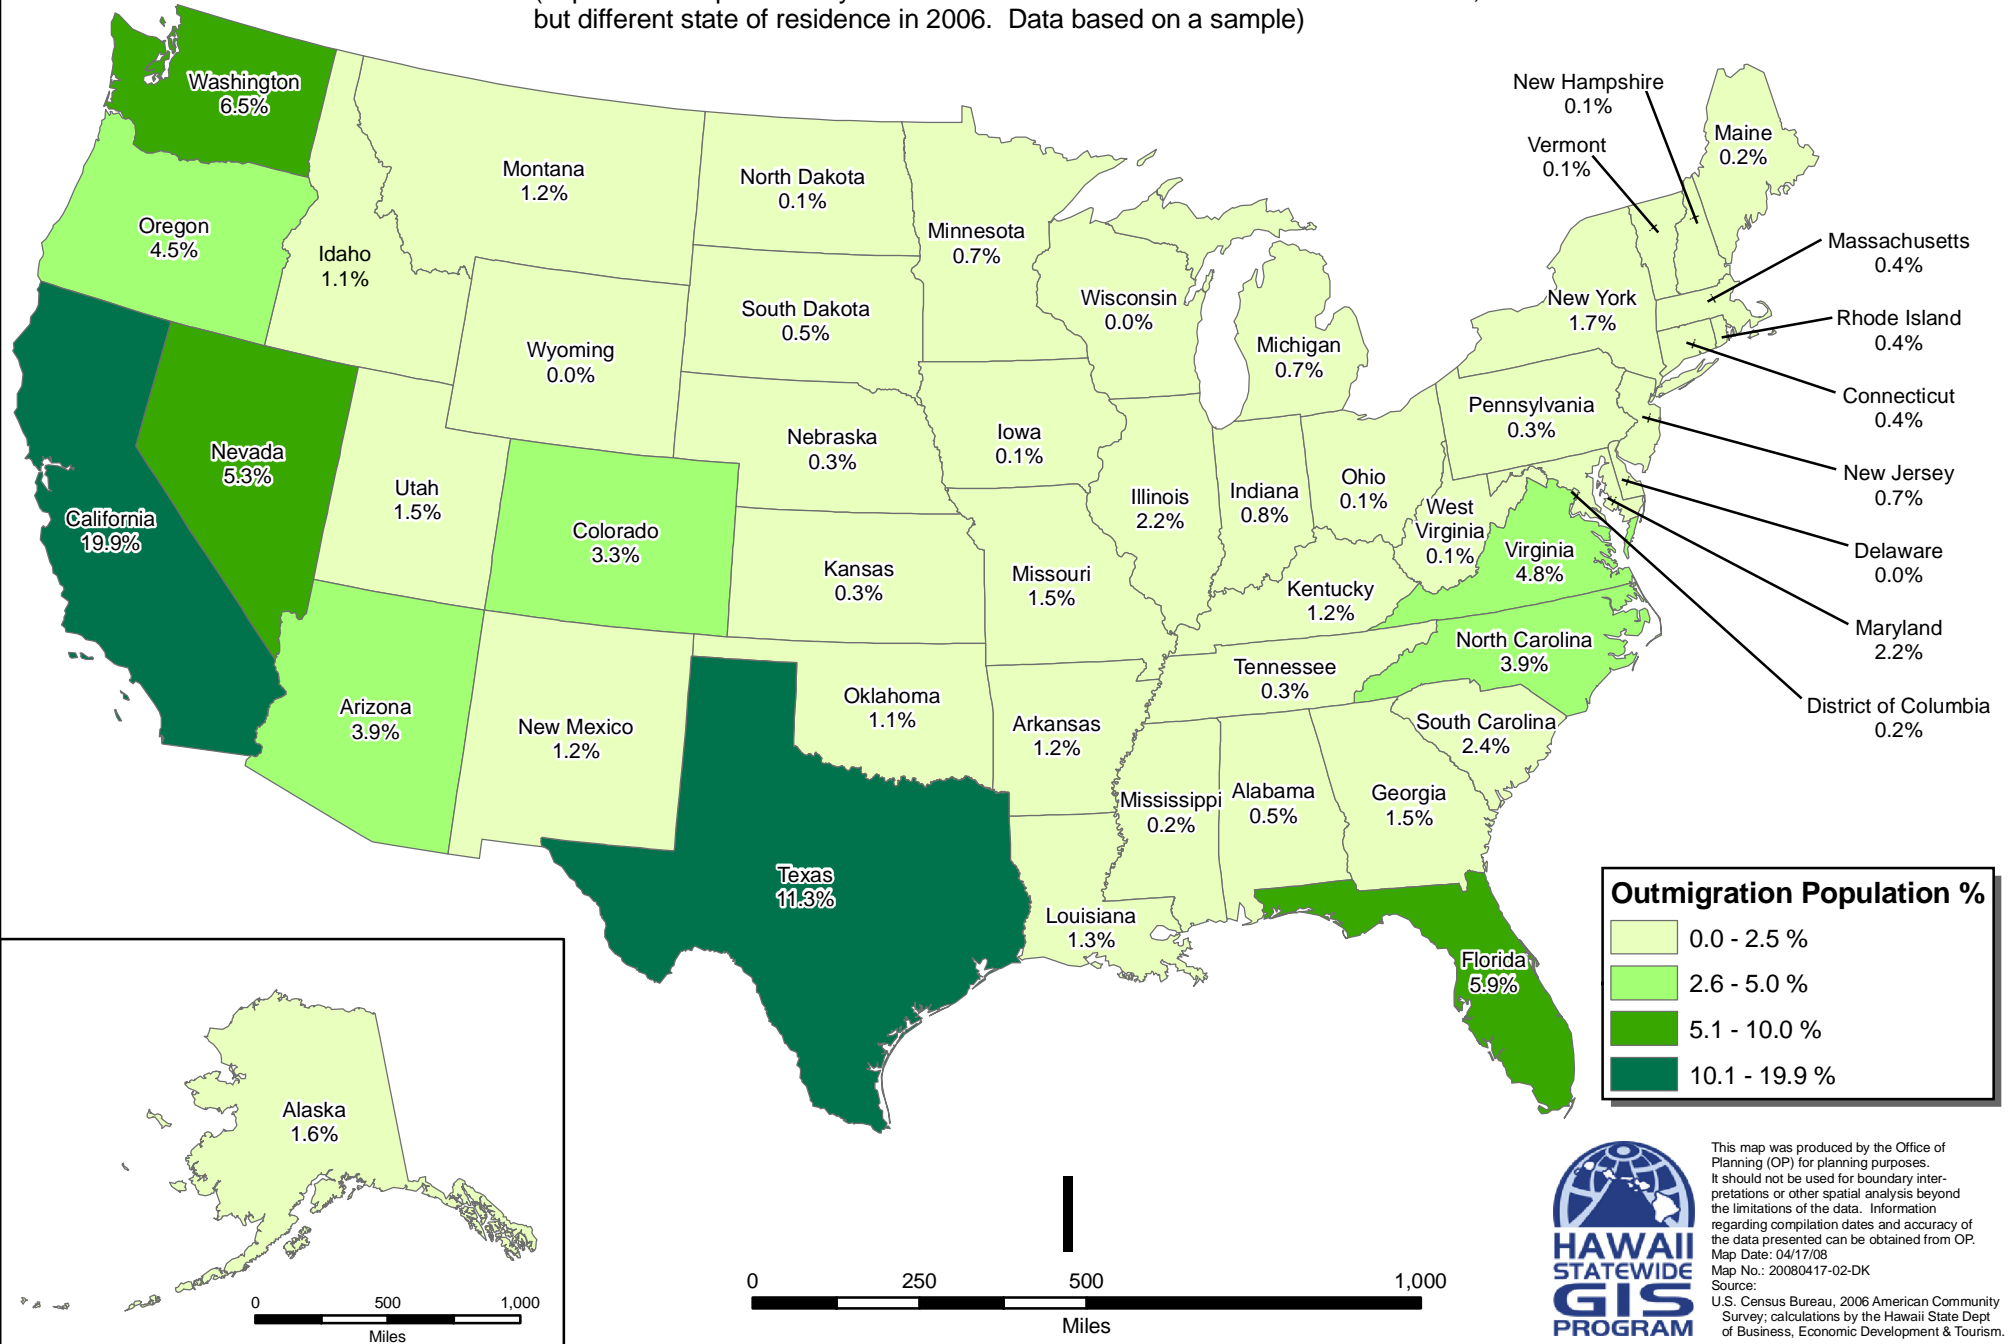 but different state of residence in 2006.  Data based on a sample)
Washington
6.5%
Montana
1.2%
North Dakota
0.1%
Minnesota
0.7%
New Hampshire
0.1%
Vermont
0.1%
Maine
0.2%
Oregon
4.5%
Idaho
1.1%
South Dakota
0.5%
Wisconsin
0.0%
Michigan
0.7%
New York
1.7%
Massachusetts
0.4%
Rhode Island
0.4%
Connecticut
0.4%
New Jersey
0.7%
Delaware
0.0%
Maryland
2.2%
District of Columbia
0.2%
Wyoming
0.0%
Nebraska
0.3%
Iowa
0.1%
Pennsylvania
0.3%
Nevada
5.3%
Utah
1.5%
California
19.9%
Colorado
3.3%
Kansas
0.3%
Missouri
1.5%
Illinois
2.2%
Indiana
0.8%
Ohio
0.1%
West
Virginia
0.1%
Virginia
4.8%
Kentucky
1.2%
North Carolina
3.9%
Tennessee
0.3%
Arizona
3.9%
New Mexico
1.2%
Oklahoma
1.1%
Arkansas
1.2%
South Carolina
2.4%
Mississippi
0.2%
Alabama
0.5%
Georgia
1.5%
Texas
11.3%
Louisiana
1.3%
Florida
5.9%
Outmigration Population %
0.0 - 2.5 %
2.6 - 5.0 %
5.1 - 10.0 %
10.1 - 19.9 %
Alaska
1.6%
0 500 1,000
Miles
0 250 500 1,000
Miles
HAWAII
STATEWIDE
GIS
PROGRAM
This map was produced by the Office of
Planning (OP) for planning purposes.
It should not be used for boundary inter-
pretations or other spatial analysis beyond
the limitations of the data.  Information
regarding compilation dates and accuracy of
the data presented can be obtained from OP.
Map Date: 04/17/08
Map No.: 20080417-02-DK
Source:
U.S. Census Bureau, 2006 American Community
Survey; calculations by the Hawaii State Dept
of Business, Economic Development & Tourism.